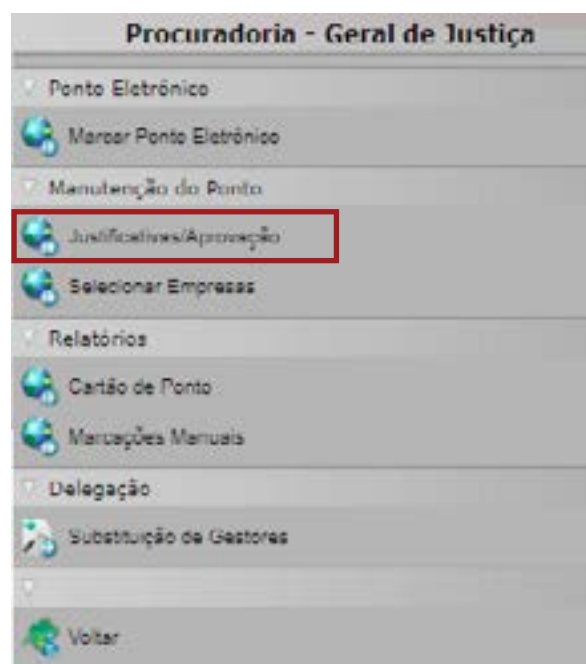 Procuradoria - Geral de Justiça
Ponto Eletrônico
Marcar Ponto Eletrônico
Manutenção do Ponto
Justificativas/Aprovação
Selecionar Empresas
Relatórios
Cartão de Ponto
Marcações Manuais
Delegação
Substituição de Gestores
Voltar